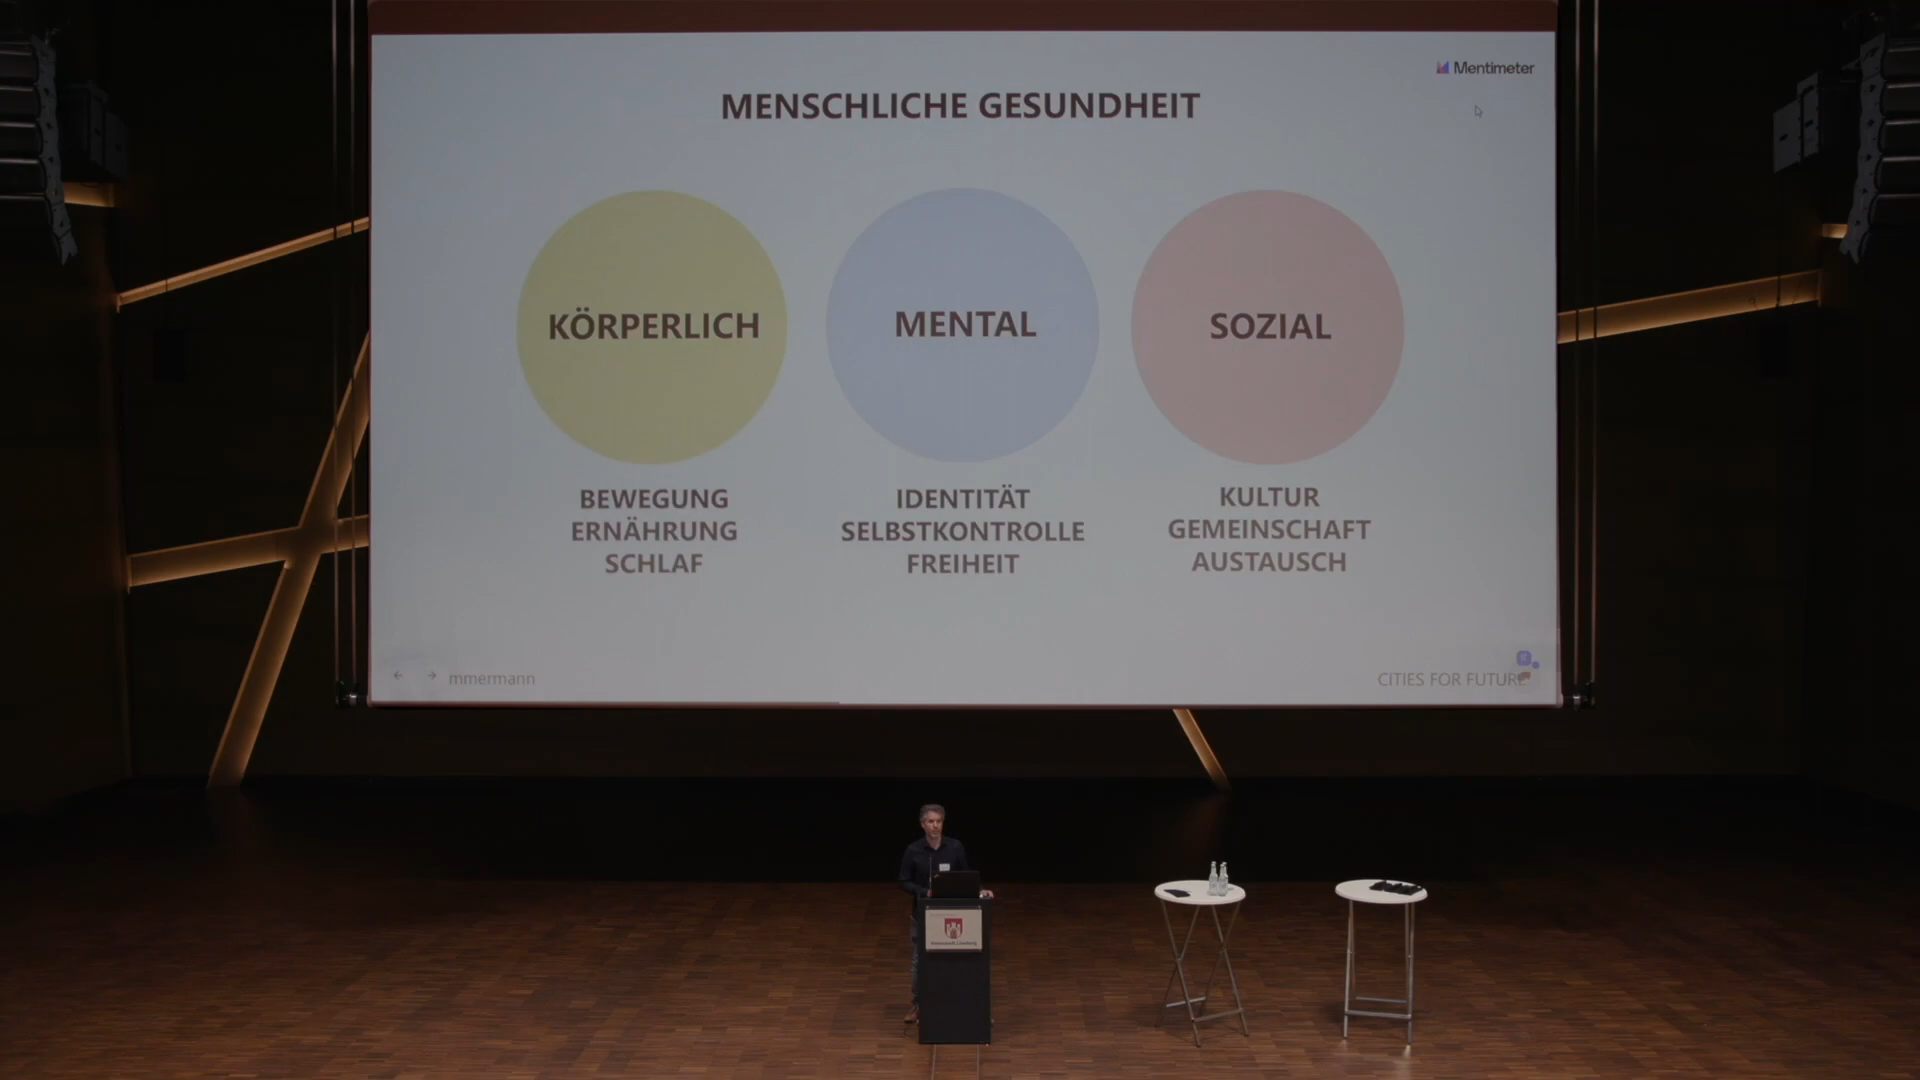 Mentimeter
MENSCHLICHE GESUNDHEIT
KÖRPERLICH
MENTAL
SOZIAL
BEWEGUNG
ERNÄHRUNG
SCHLAF
IDENTITÄT
SELBSTKONTROLLE
FREIHEIT
KULTUR
GEMEINSCHAFT
AUSTAUSCH
mmermann
CITIES FOR FUTURE